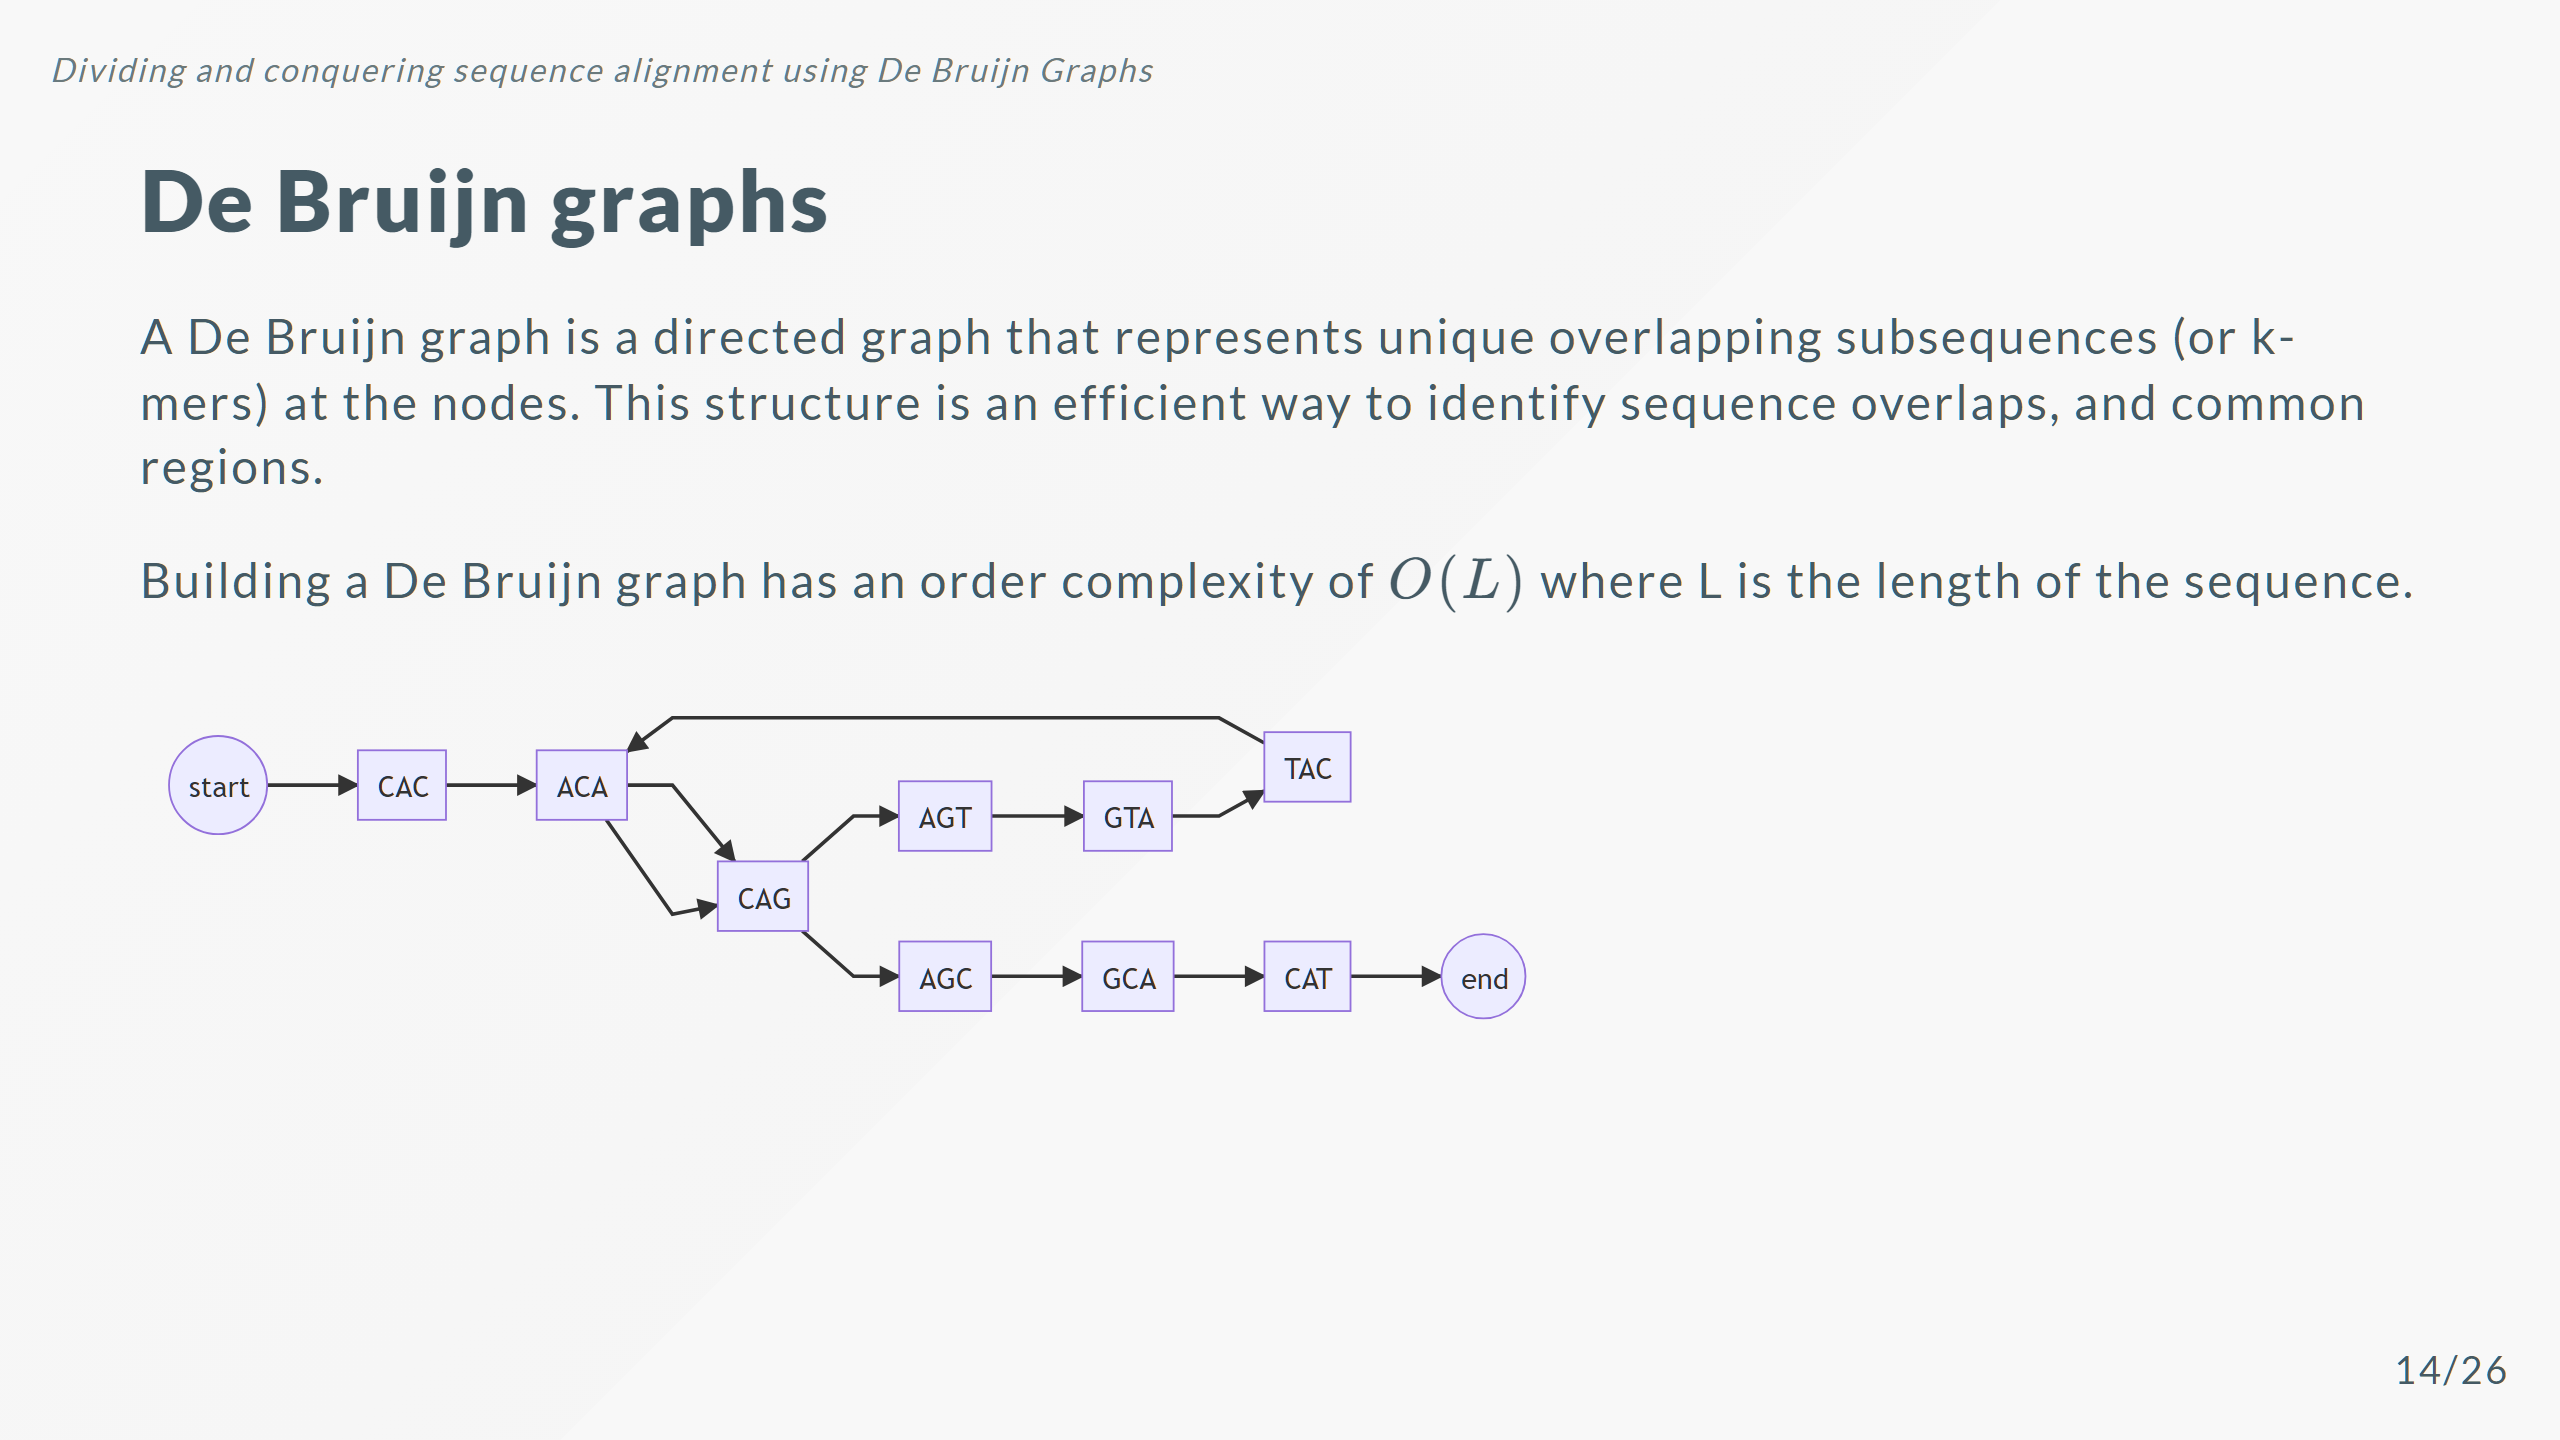 Dividing and conquering sequence alignment using De Bruijn Graphs
De Bruijn graphs
A De Bruijn graph is a directed graph that represents unique overlapping subsequences (or k-
mers) at the nodes. This structure is an efficient way to identify sequence overlaps, and common
regions.
Building a De Bruijn graph has an order complexity of O(L) where L is the length of the sequence.
start
CAC
ACA
CAG
AGT
GTA
TAC
AGC
GCA
CAT
end
14/26